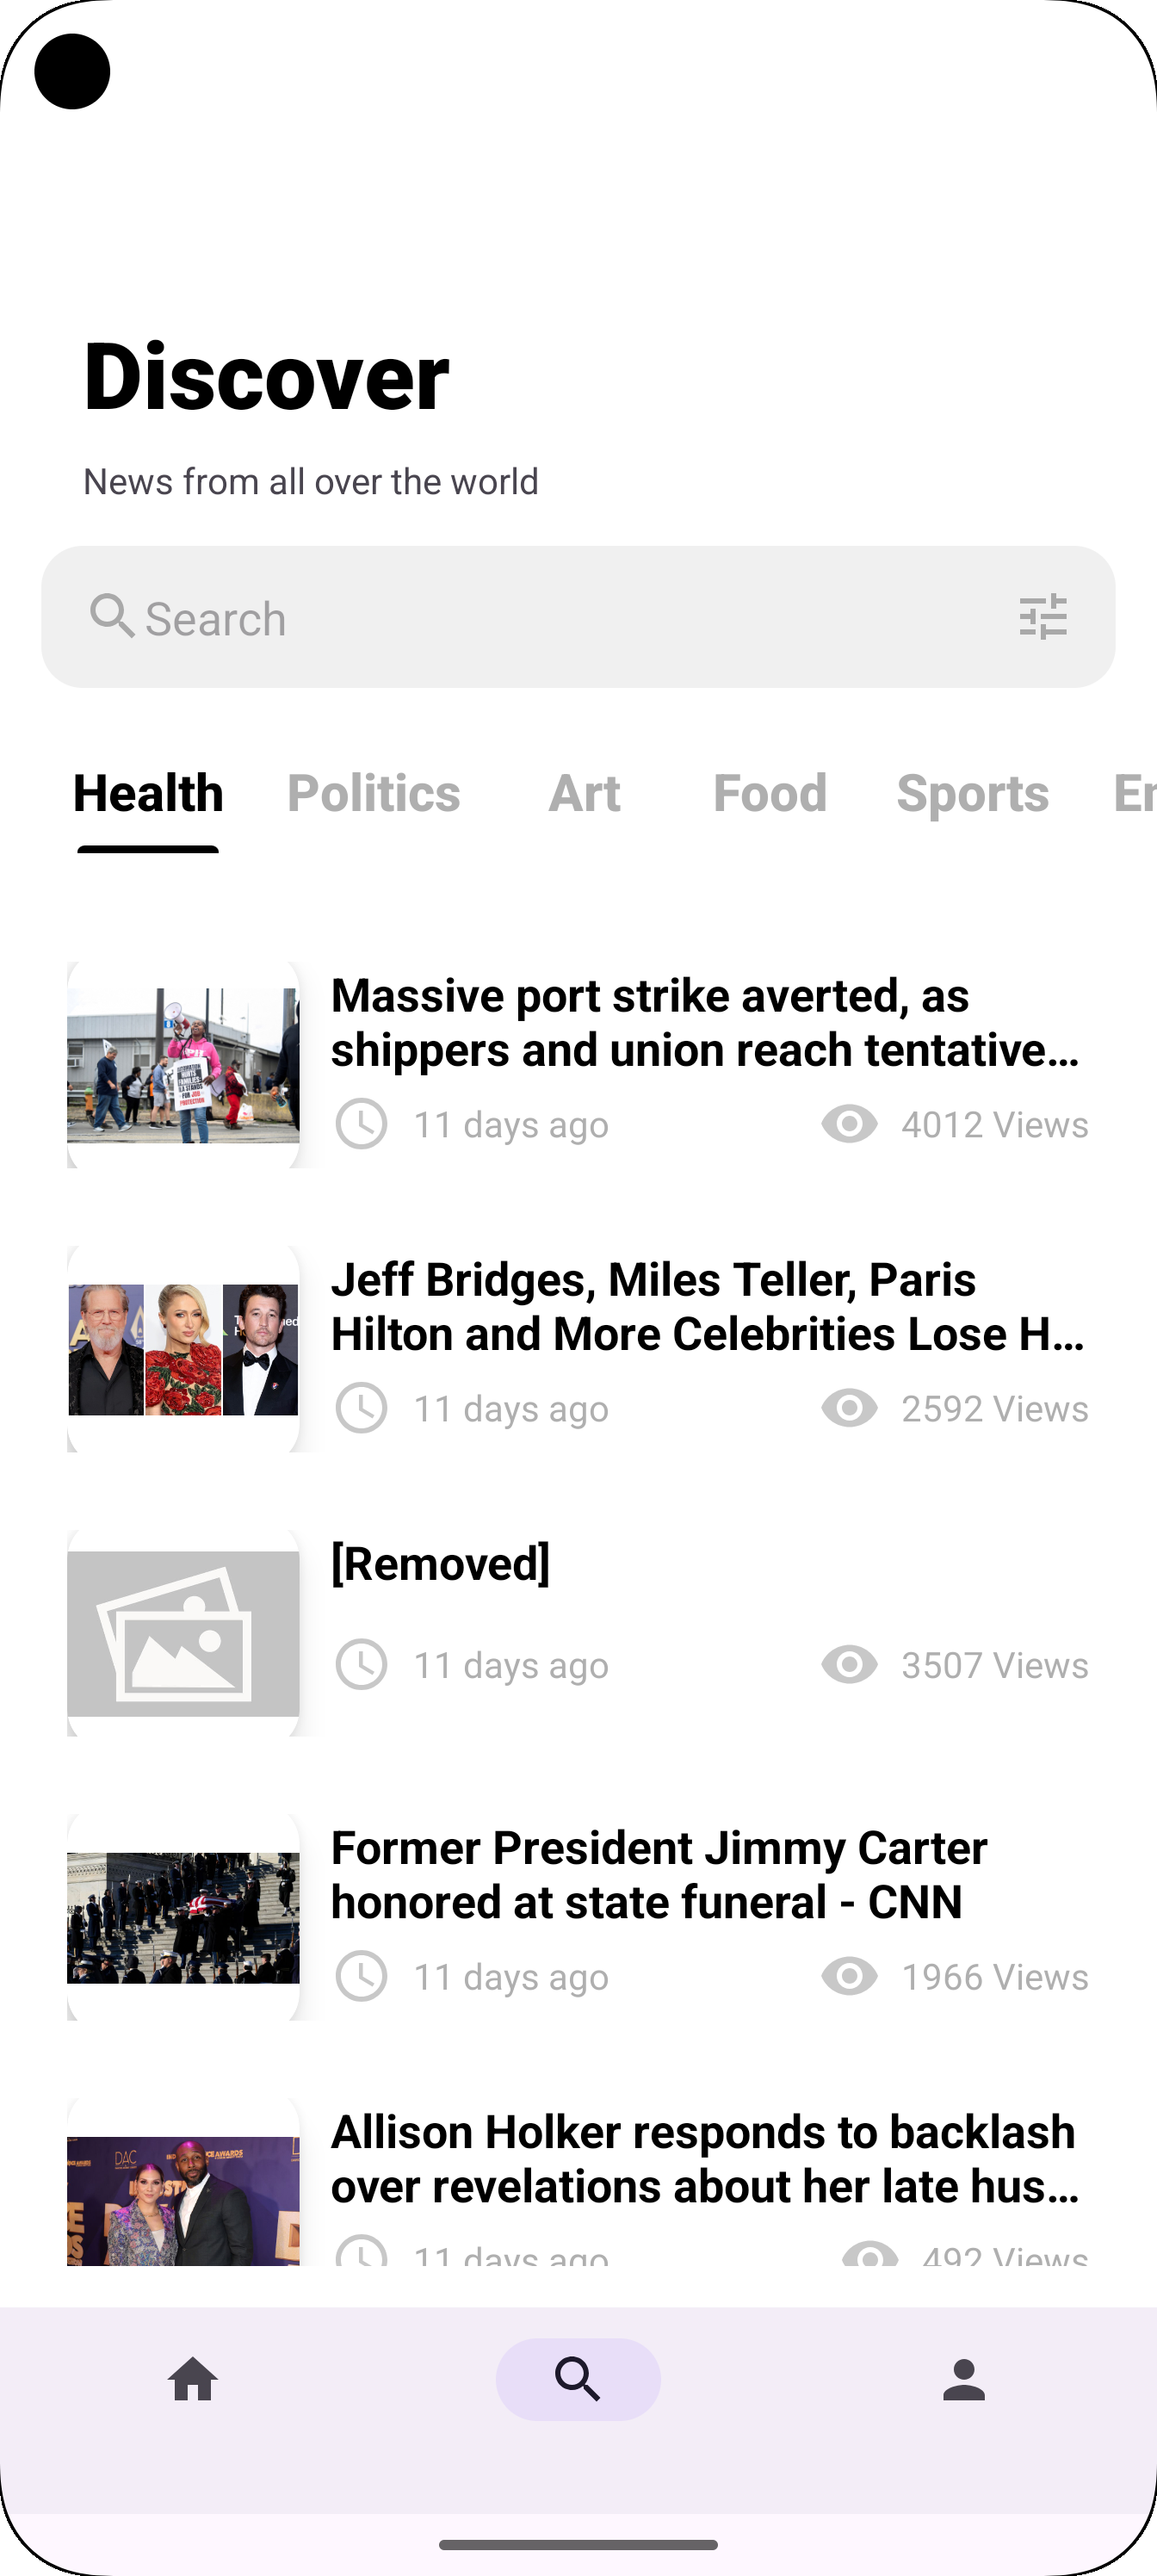 Discover
News from all over the world
Search
Health Politics Art Food Sports En
Massive port strike averted, as
shippers and union reach tentative...
11 days ago 4012 Views
Jeff Bridges, Miles Teller, Paris
Hilton and More Celebrities Lose H...
11 days ago 2592 Views
[Removed]
11 days ago 3507 Views
Former President Jimmy Carter
honored at state funeral - CNN
11 days ago 1966 Views
DAC
Allison Holker responds to backlash
over revelations about her late hus...
11 days ago 492 Views